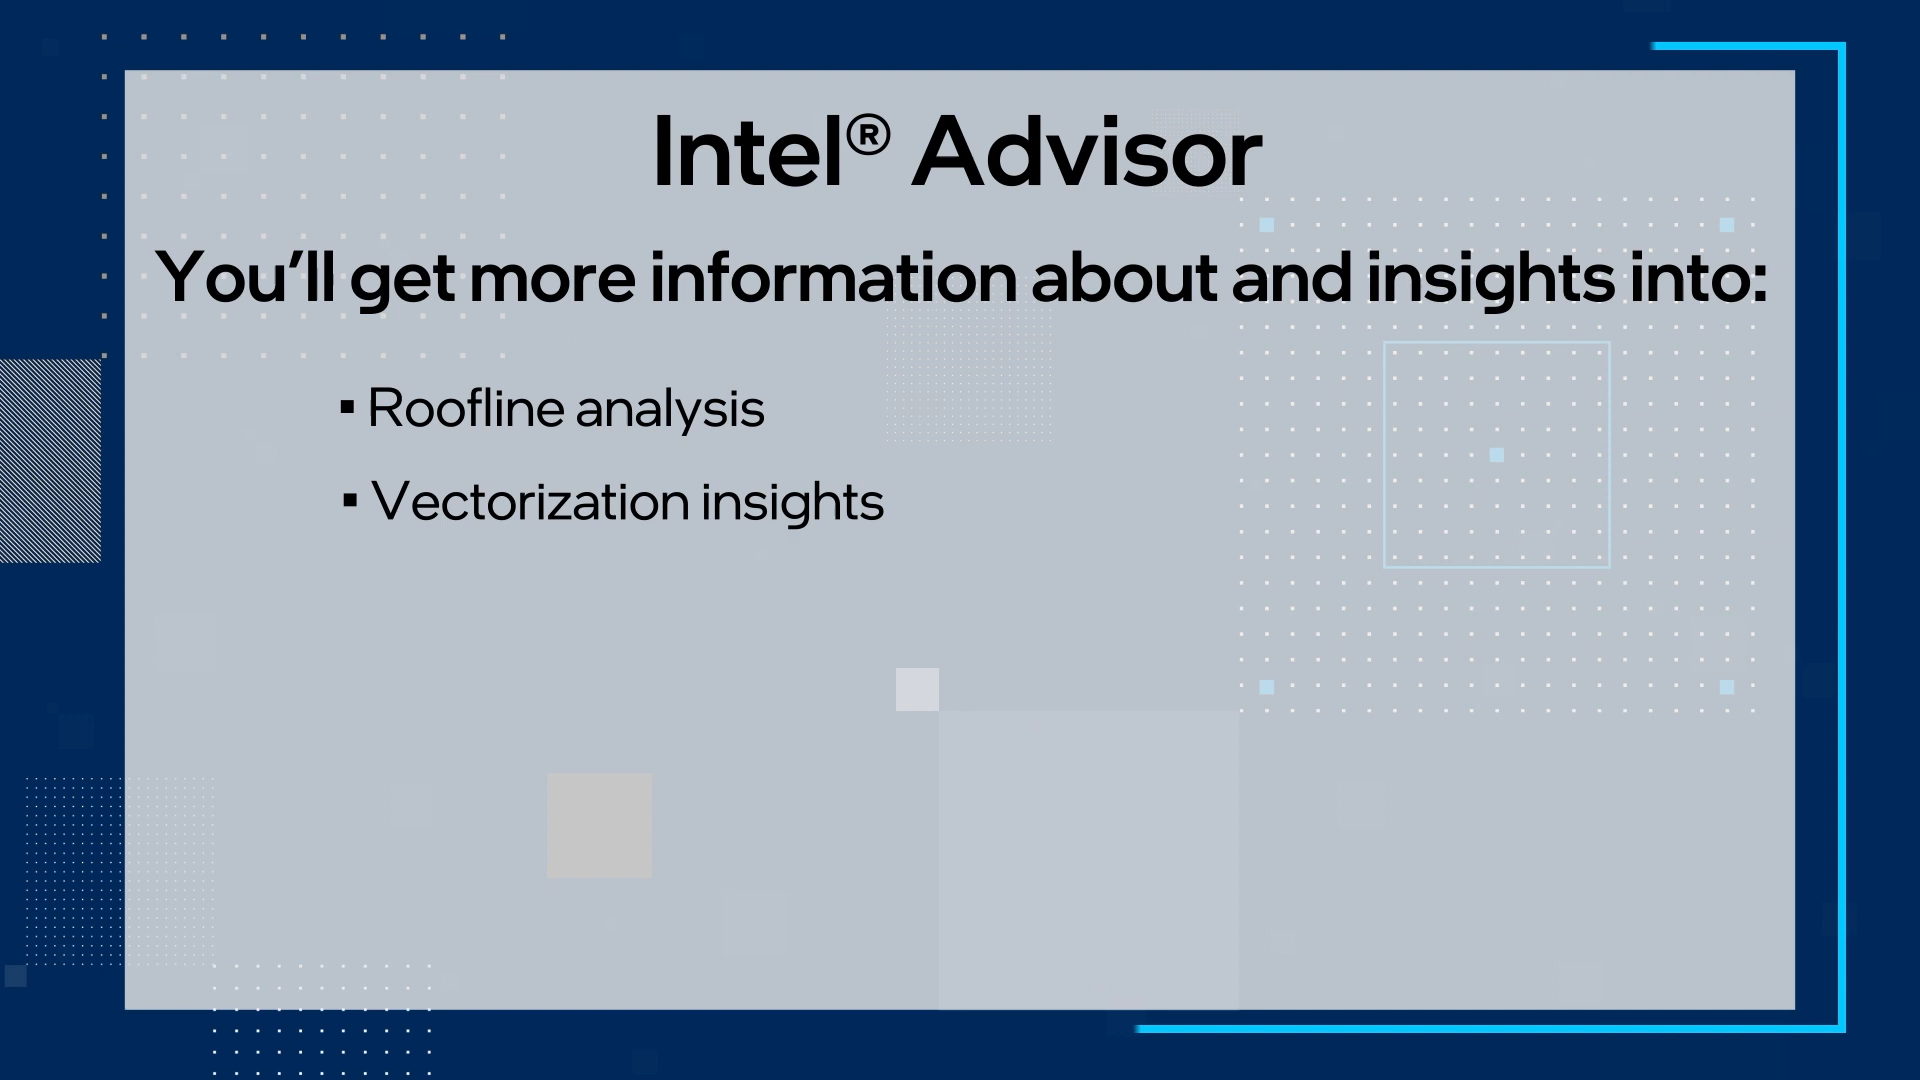 Intel® Advisor
You’ll get more information about and insights into:
▪ Roofline analysis
▪ Vectorization insights